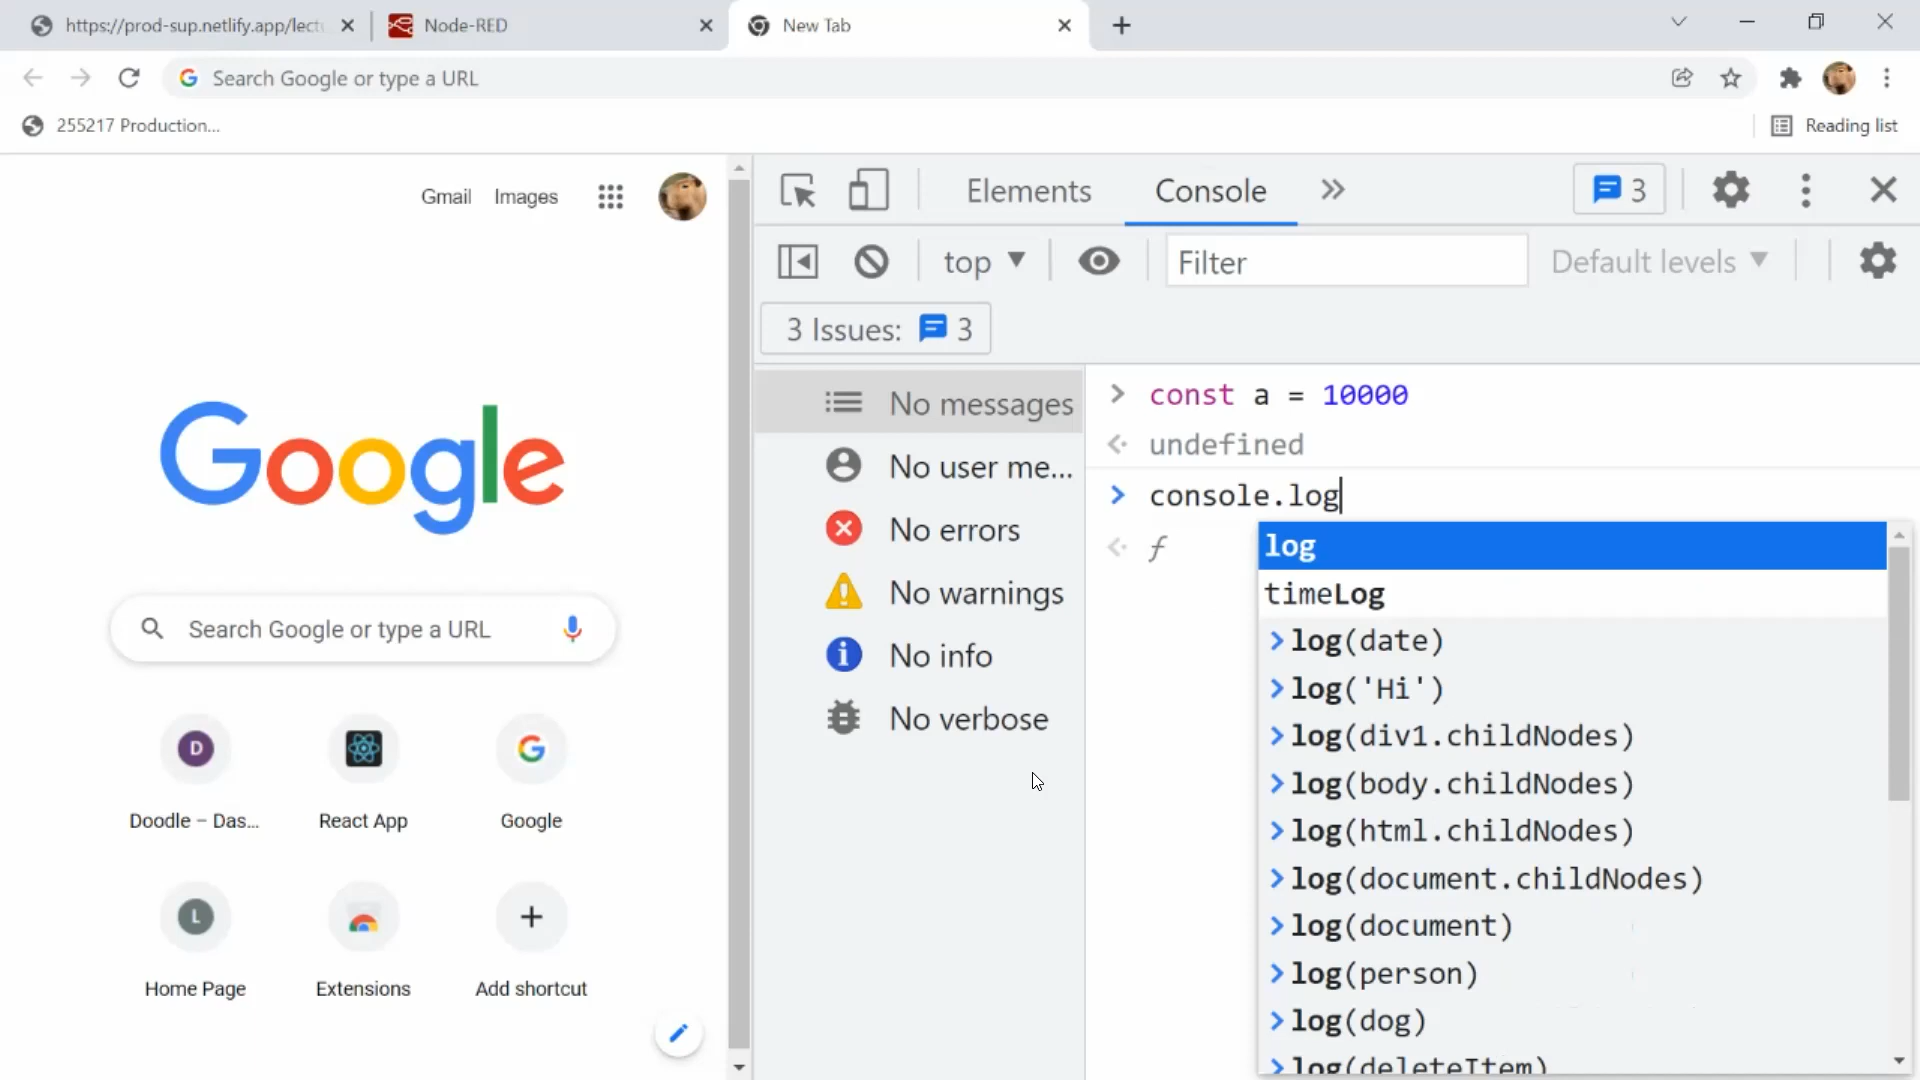 https://prod-sup.netlify.app/lect
Node-RED
New Tab
Search Google or type a URL
255217 Production...
Reading list
Gmail
Images
Elements
Console
3
top
Filter
Default levels
3 Issues:
3
No messages
No user me...
No errors
No warnings
No info
No verbose
> const a = 10000
undefined
> console.log
f
log
timeLog
> log(date)
> log('Hi')
> log(div1.childNodes)
> log(body.childNodes)
> log(html.childNodes)
> log(document.childNodes)
> log(document)
> log(person)
> log(dog)
> log(deleteItem)
Google
Search Google or type a URL
D
Doodle – Das...
React App
G
Google
L
Home Page
Extensions
Add shortcut